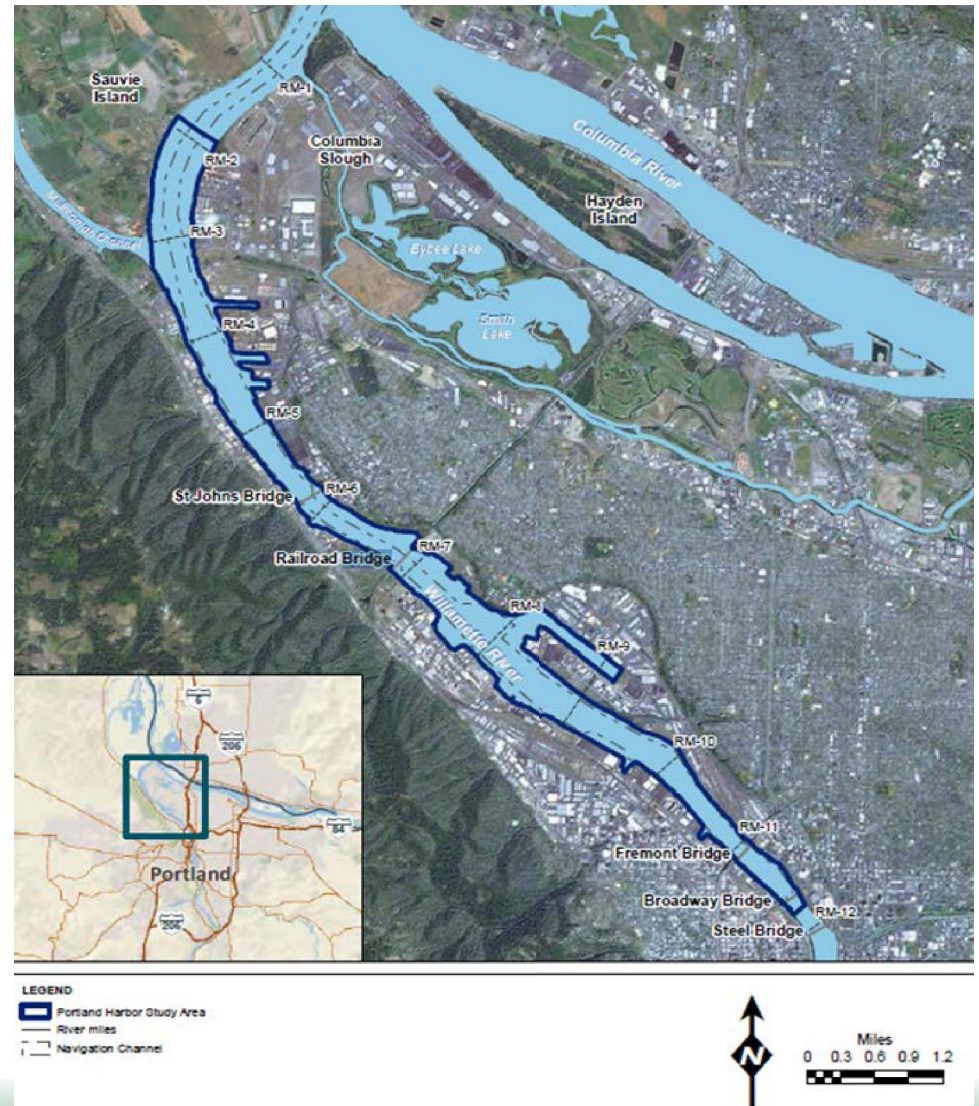 RM-1
Sauvie
Island
Columbia
Slough
Columbia River
RM-2
Hayden
Island
Multnomah Channel
RM-3
Bybee Lake
RM-4
Smith
Lake
RM-5
RM-6
St Johns Bridge
RM-7
Railroad Bridge
Willamette River
RM-8
RM-9
RM-10
RM-11
Fremont Bridge
Broadway Bridge
RM-12
Steel Bridge
5
205
84
Portland
205
LEGEND
Portland Harbor Study Area
River miles
Navigation Channel
N
Miles
0 0.3 0.6 0.9 1.2